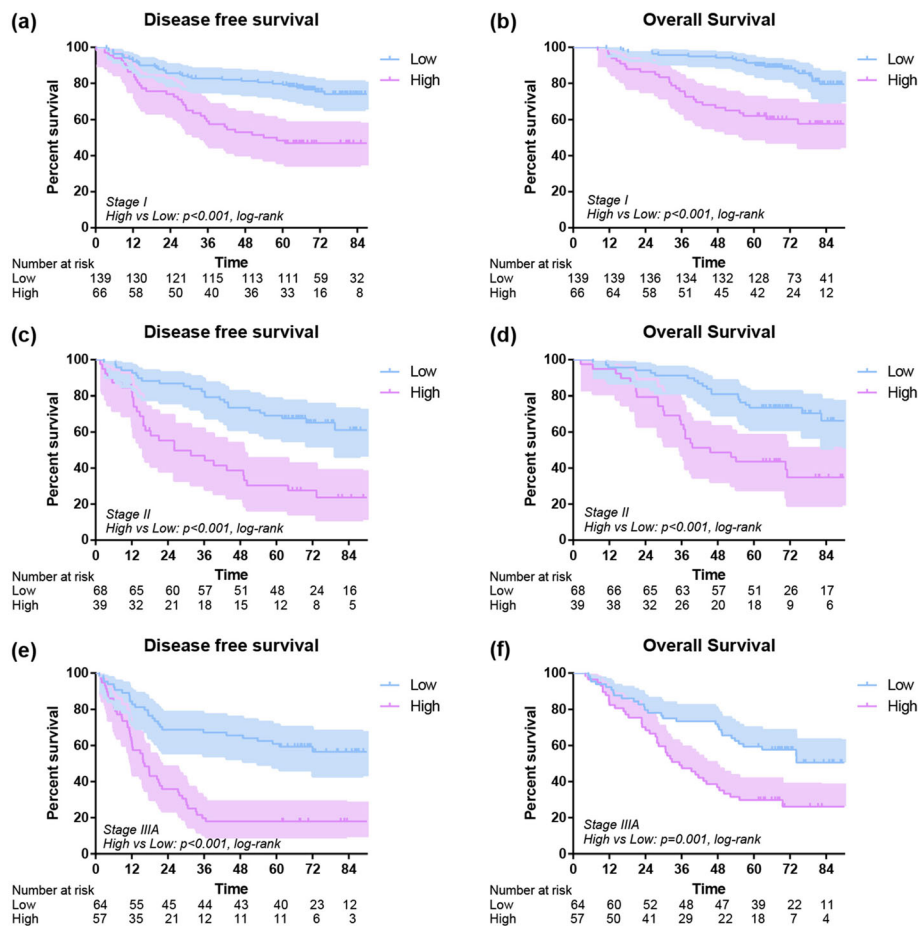 (a)
Disease free survival
Percent survival
100
80
60
40
20
0
Low
High
Stage I
High vs Low: p<0.001, log-rank
0 12 24 36 48 60 72 84
Time
Number at risk
Low 139 130 121 115 113 111 59 32
High 66 58 50 40 36 33 16 8
(b)
Overall Survival
Percent survival
100
80
60
40
20
0
Low
High
Stage I
High vs Low: p<0.001, log-rank
0 12 24 36 48 60 72 84
Time
Number at risk
Low 139 139 136 134 132 128 73 41
High 66 64 58 51 45 42 24 12
(c)
Disease free survival
Percent survival
100
80
60
40
20
0
Low
High
Stage II
High vs Low: p<0.001, log-rank
0 12 24 36 48 60 72 84
Time
Number at risk
Low 68 65 60 57 51 48 24 16
High 39 32 21 18 15 12 8 5
(d)
Overall Survival
Percent survival
100
80
60
40
20
0
Low
High
Stage II
High vs Low: p<0.001, log-rank
0 12 24 36 48 60 72 84
Time
Number at risk
Low 68 66 65 63 57 51 26 17
High 39 38 32 26 20 18 9 6
(e)
Disease free survival
Percent survival
100
80
60
40
20
0
Low
High
Stage IIIA
High vs Low: p<0.001, log-rank
0 12 24 36 48 60 72 84
Time
Number at risk
Low 64 55 45 44 43 40 23 12
High 57 35 21 12 11 11 6 3
(f)
Overall Survival
Percent survival
100
80
60
40
20
0
Low
High
Stage IIIA
High vs Low: p=0.001, log-rank
0 12 24 36 48 60 72 84
Time
Number at risk
Low 64 60 52 48 47 39 22 11
High 57 50 41 29 22 18 7 4